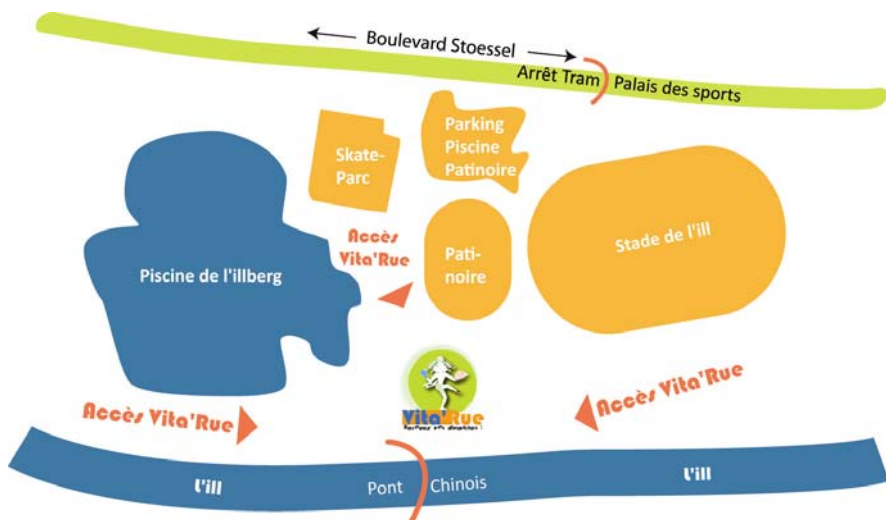 Boulevard Stoessel
Arrêt Tram Palais des sports
Skate-
Parc
Parking
Piscine
Patinoire
Accès
Vita'Rue
Piscine de l'illberg
Pati-
noire
Stade de l'ill
Accès Vita'Rue
Vita'Rue
Accès Vita'Rue
L'ill
Pont Chinois
L'ill